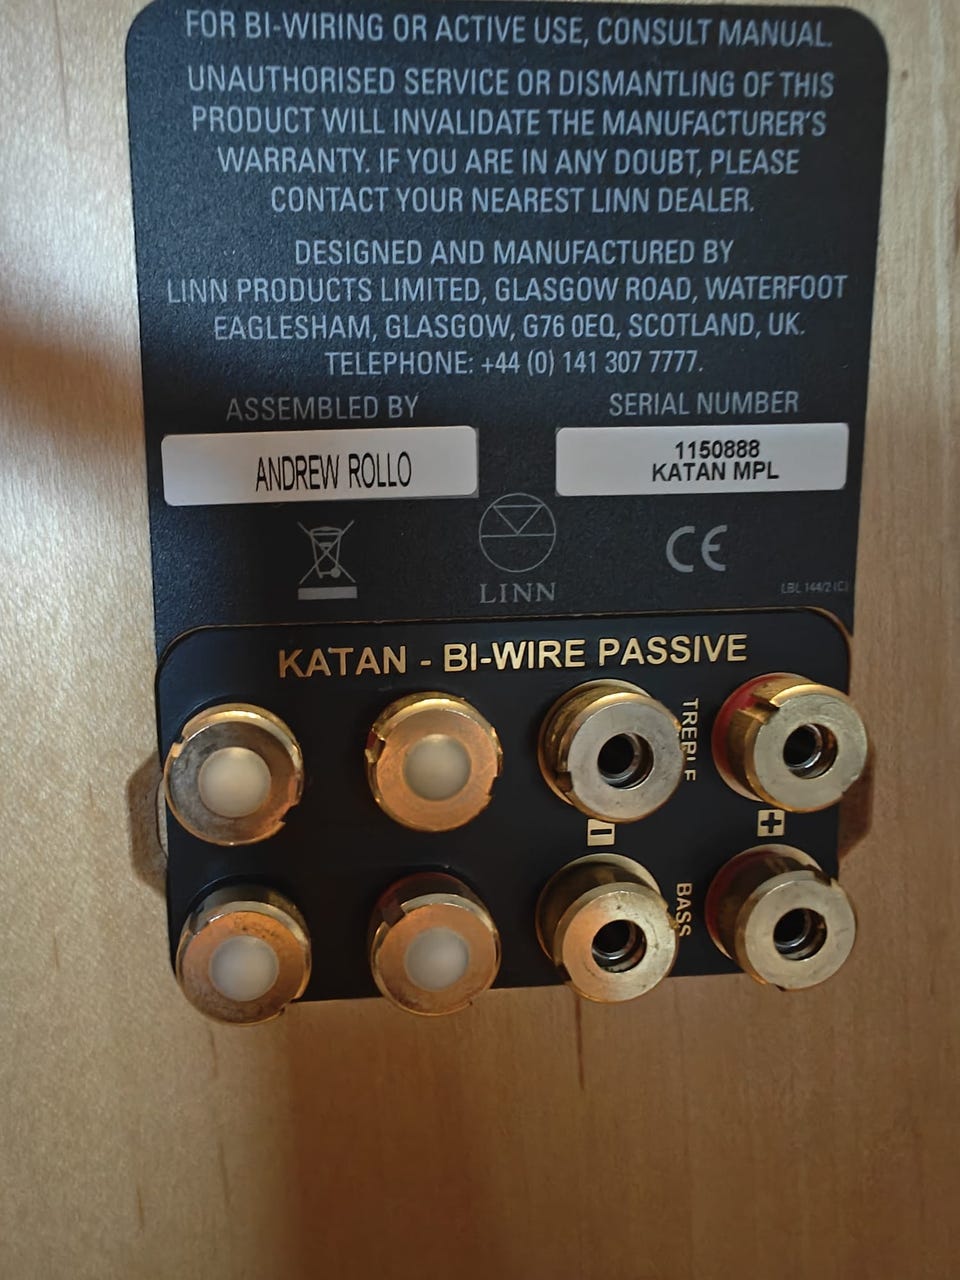 FOR BI-WIRING OR ACTIVE USE, CONSULT MANUAL.
UNAUTHORISED SERVICE OR DISMANTLING OF THIS
PRODUCT WILL INVALIDATE THE MANUFACTURER'S
WARRANTY. IF YOU ARE IN ANY DOUBT, PLEASE
CONTACT YOUR NEAREST LINN DEALER.
DESIGNED AND MANUFACTURED BY
LINN PRODUCTS LIMITED, GLASGOW ROAD, WATERFOOT
EAGLESHAM, GLASGOW, G76 0EQ, SCOTLAND, UK.
TELEPHONE: +44 (0) 141 307 7777.
ASSEMBLED BY
ANDREW ROLLO
SERIAL NUMBER
1150888
KATAN MPL
CE
LINN
LBL 144/2 (C)
KATAN - BI-WIRE PASSIVE
TREBLE
- +
BASS